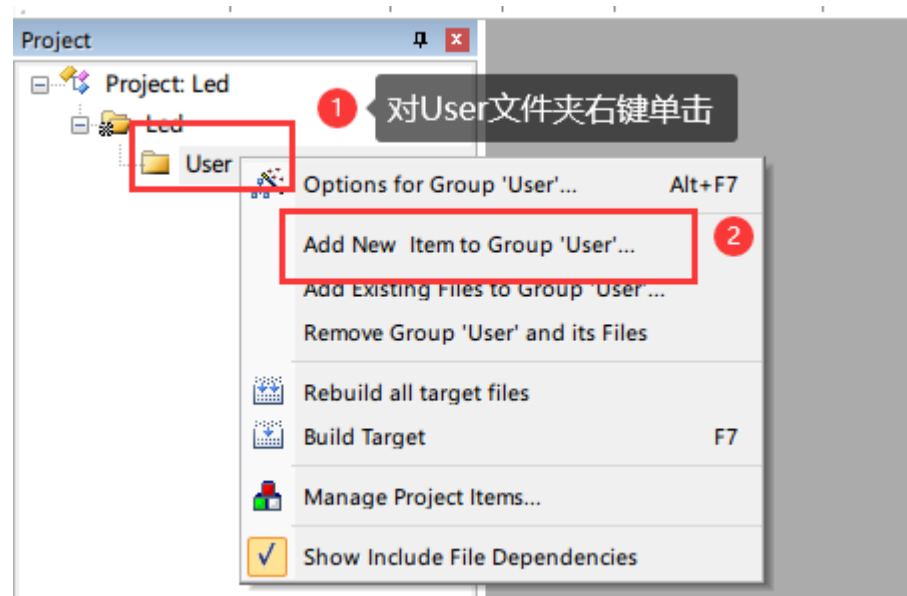 Project
Project: Led
Led
User
1 对User文件夹右键单击
Options for Group 'User'... Alt+F7
Add New Item to Group 'User'... 2
Add Existing Files to Group 'User'...
Remove Group 'User' and its Files
Rebuild all target files
Build Target F7
Manage Project Items...
Show Include File Dependencies